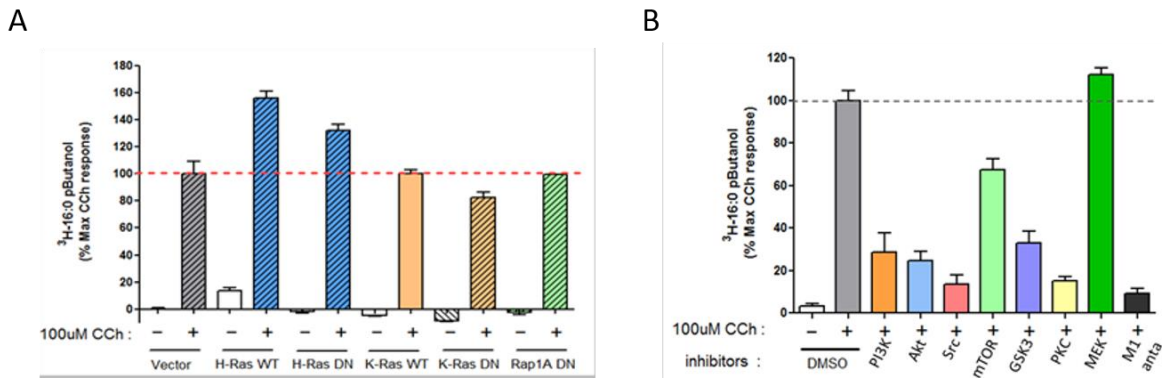 A
B
³H-16:0 pButanol
(% Max CCh response)
180
160
140
120
100
80
60
40
20
0
100uM CCh : − + − + − + − + − + − +
Vector H-Ras WT H-Ras DN K-Ras WT K-Ras DN Rap1A DN
³H-16:0 pButanol
(% Max CCh response)
120
100
80
60
40
20
0
100uM CCh : − + + + + + + + + +
inhibitors : DMSO PI3K Akt Src mTOR GSK3 PKC MEK M1
anta